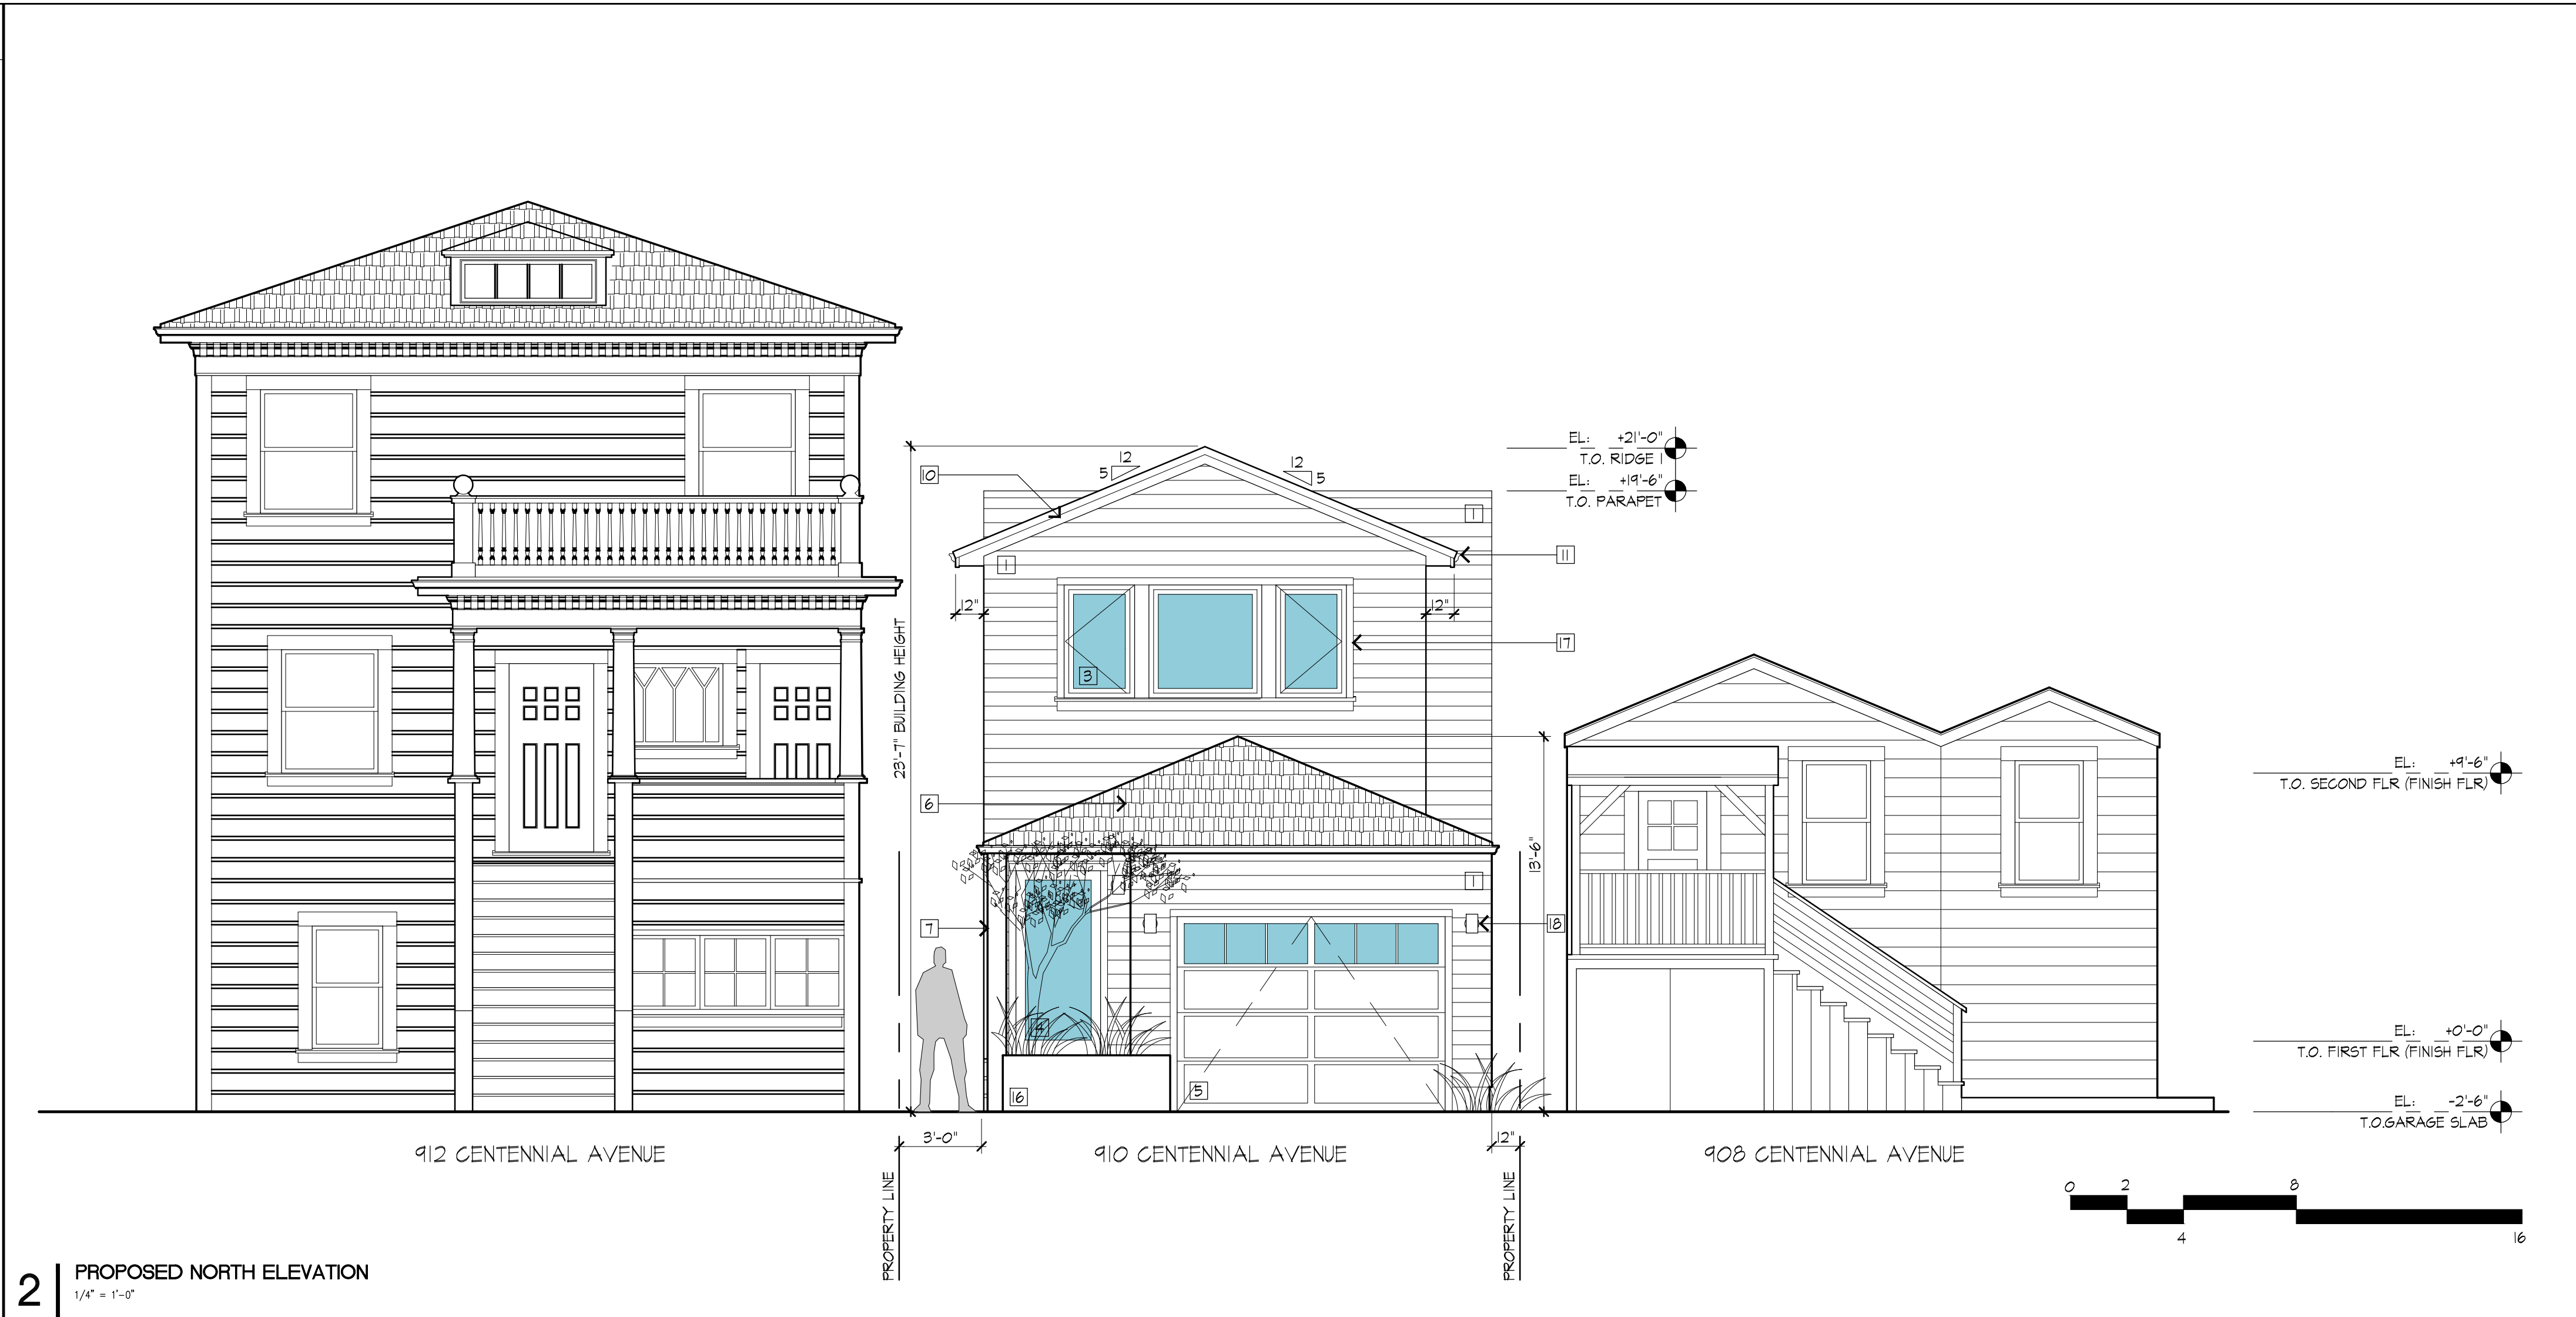 EL: +21'-0"
T.O. RIDGE 1
EL: +19'-6"
T.O. PARAPET
12
5
12
5
10
1
11
1
12"
12"
17
3
23'-7" BUILDING HEIGHT
EL: +9'-6"
T.O. SECOND FLR (FINISH FLR)
6
13'-6"
1
7
18
4
EL: +0'-0"
T.O. FIRST FLR (FINISH FLR)
16
5
EL: -2'-6"
T.O.GARAGE SLAB
3'-0"
12"
912 CENTENNIAL AVENUE
910 CENTENNIAL AVENUE
908 CENTENNIAL AVENUE
PROPERTY LINE
PROPERTY LINE
0 2 8
4 16
2
PROPOSED NORTH ELEVATION
1/4" = 1'-0"